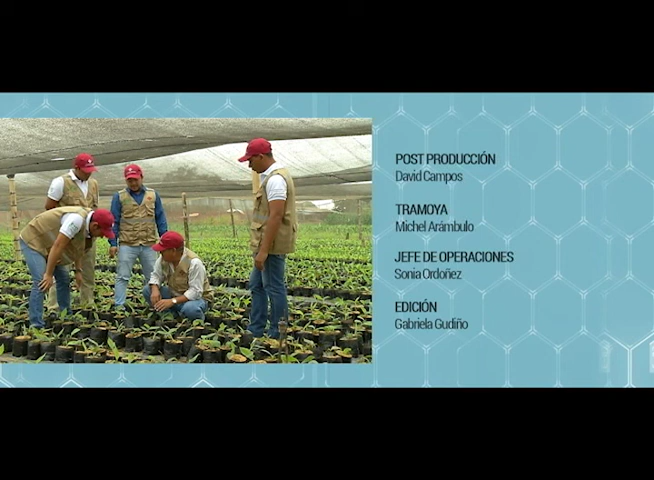 POST PRODUCCIÓN
David Campos
TRAMOYA
Michel Arámbulo
JEFE DE OPERACIONES
Sonia Ordoñez
EDICIÓN
Gabriela Gudiño